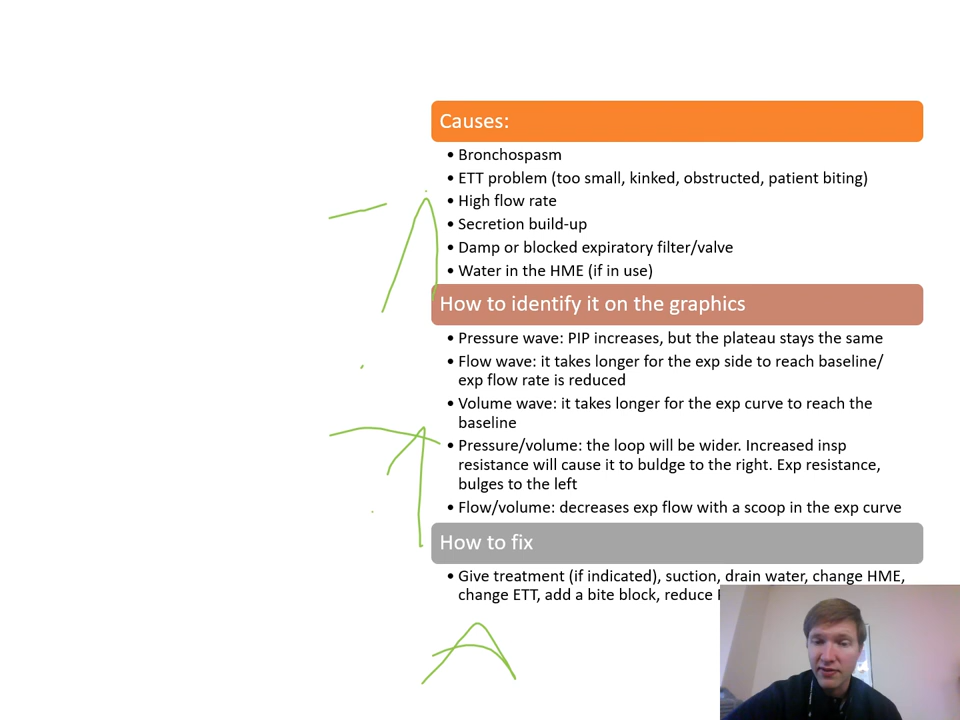 Causes:
• Bronchospasm
• ETT problem (too small, kinked, obstructed, patient biting)
• High flow rate
• Secretion build-up
• Damp or blocked expiratory filter/valve
• Water in the HME (if in use)
How to identify it on the graphics
• Pressure wave: PIP increases, but the plateau stays the same
• Flow wave: it takes longer for the exp side to reach baseline/
exp flow rate is reduced
• Volume wave: it takes longer for the exp curve to reach the
baseline
• Pressure/volume: the loop will be wider. Increased insp
resistance will cause it to buldge to the right. Exp resistance,
bulges to the left
• Flow/volume: decreases exp flow with a scoop in the exp curve
How to fix
• Give treatment (if indicated), suction, drain water, change HME,
change ETT, add a bite block, reduce